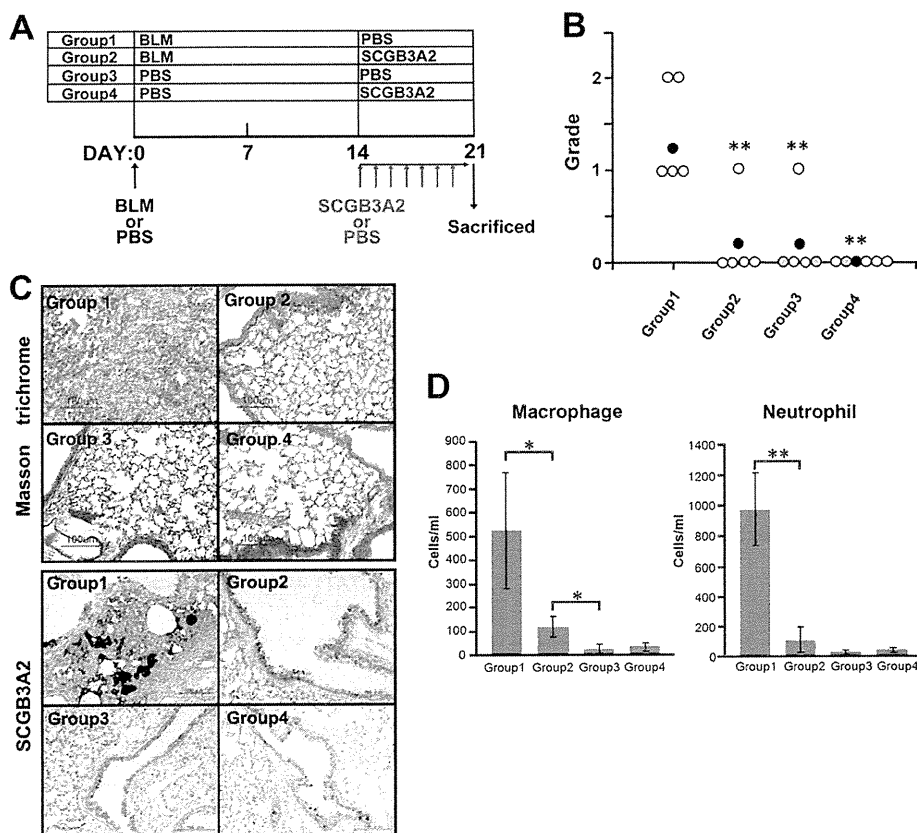 A
Group1 BLM PBS
Group2 BLM SCGB3A2
Group3 PBS PBS
Group4 PBS SCGB3A2
DAY:0 7 14 21
BLM
or
PBS
SCGB3A2
or
PBS
Sacrificed
B
Grade
2
1
0
** **
**
Group1
Group2
Group3
Group4
C
Masson trichrome
Group 1
Group 2
100um
Group 3
Group 4
100um
SCGB3A2
Group1
Group2
Group3
Group4
D
Macrophage
Cells/ml
900
800
700
600
500
400
300
200
100
0
*
*
Group1 Group2 Group3 Group4
Neutrophil
Cells/ml
1400
1200
1000
800
600
400
200
0
**
Group1 Group2 Group3 Group4